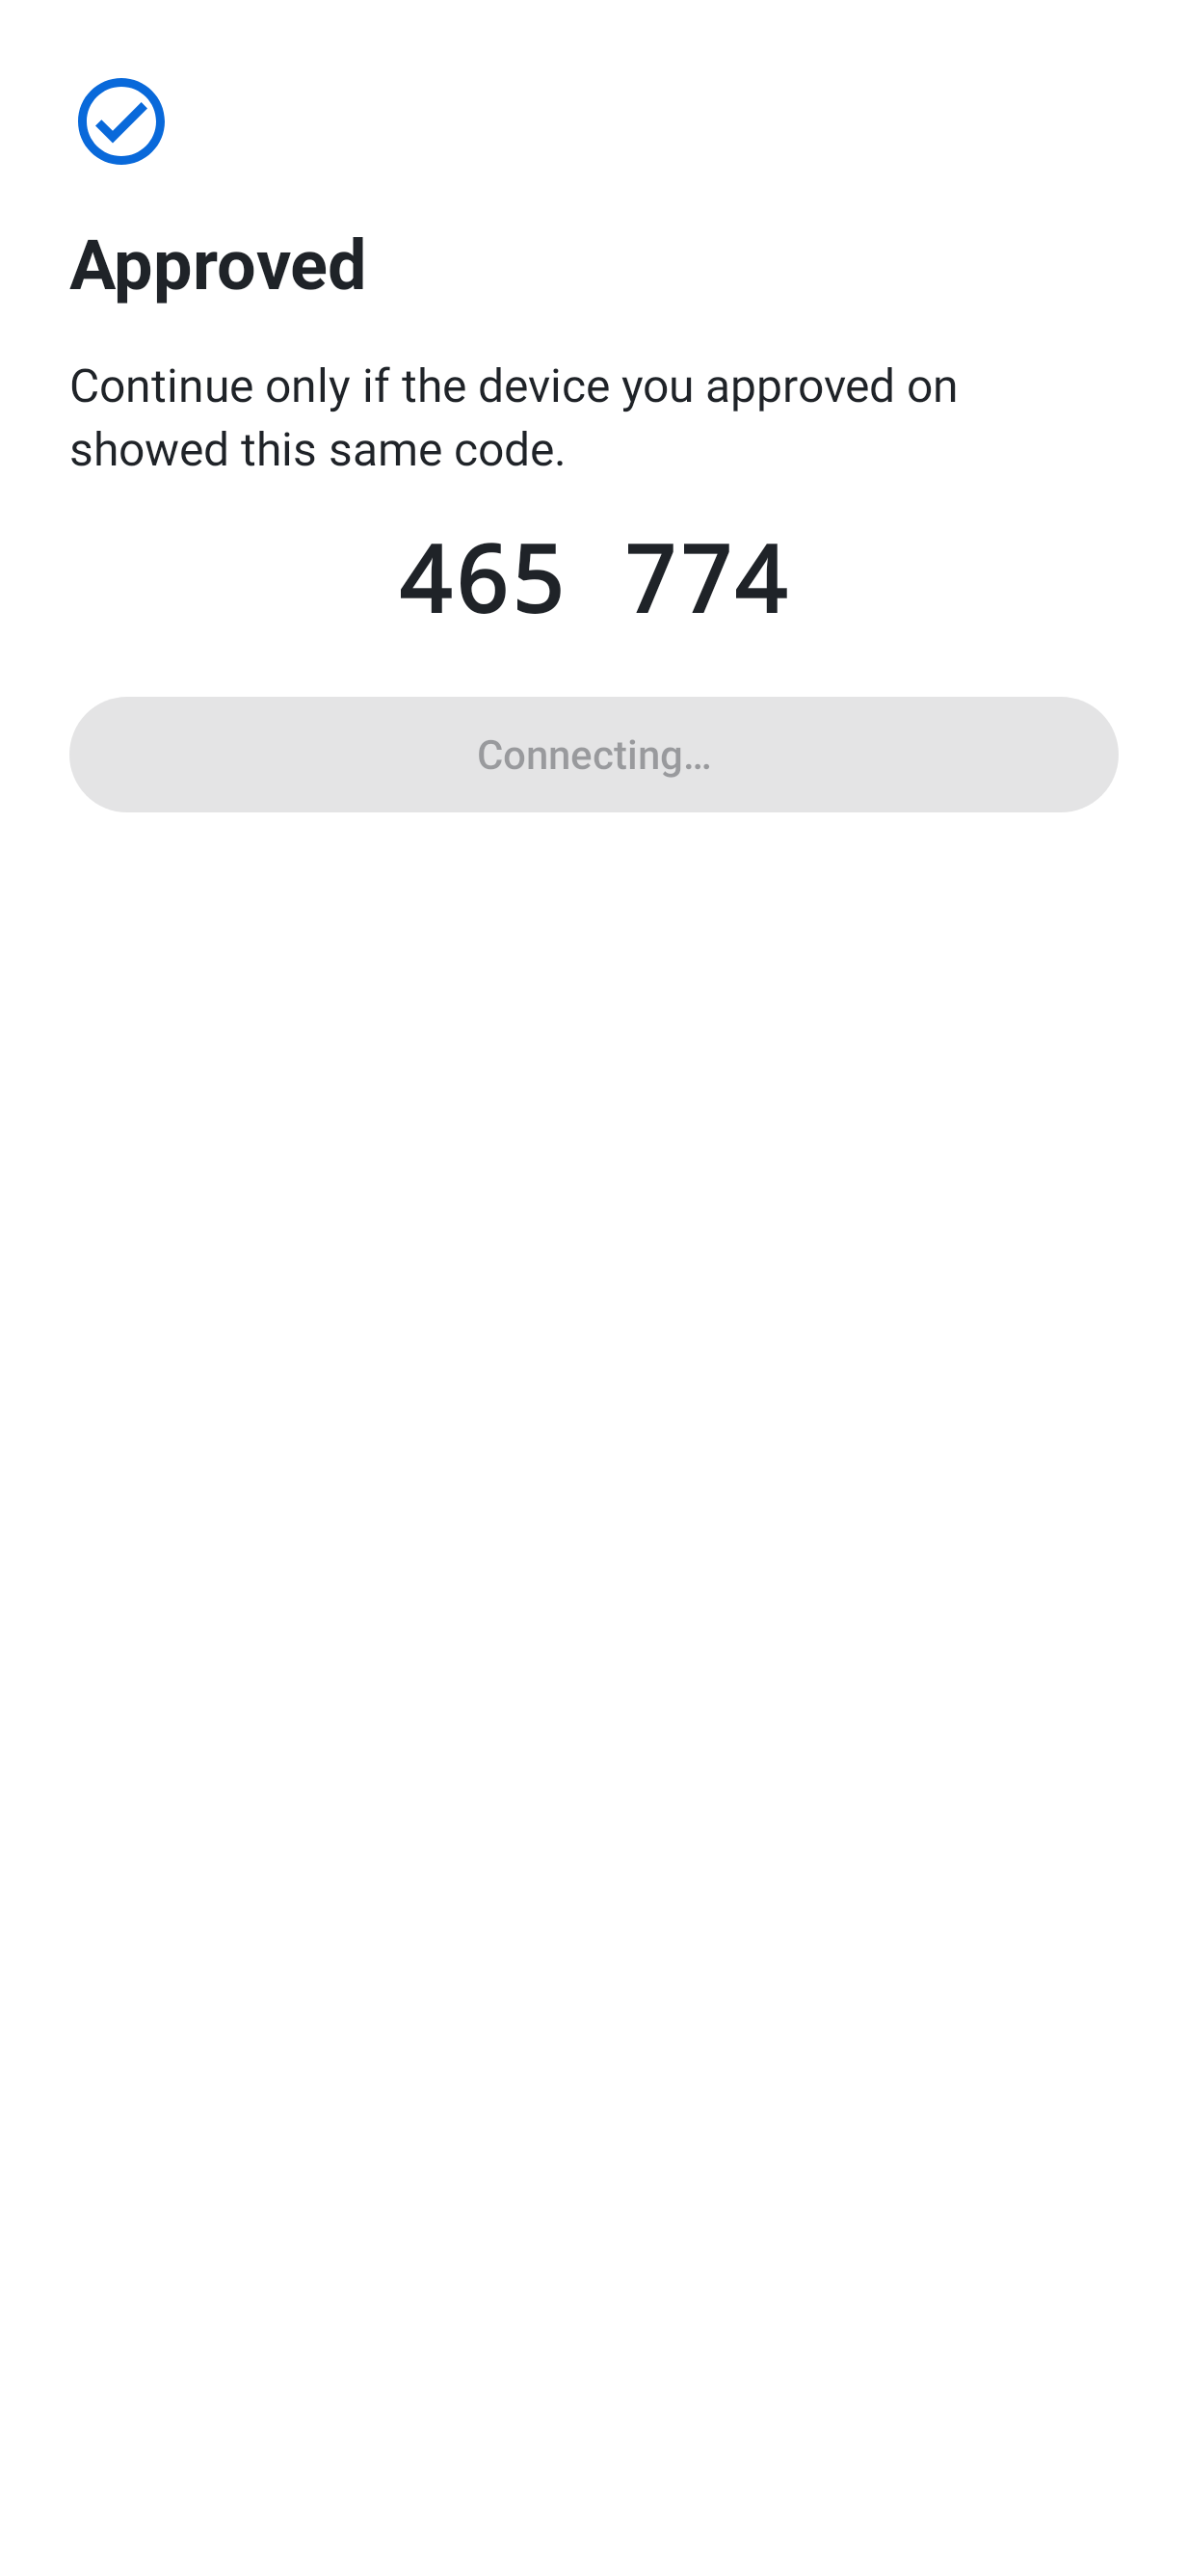 Approved
Continue only if the device you approved on
showed this same code.
465 774
Connecting…